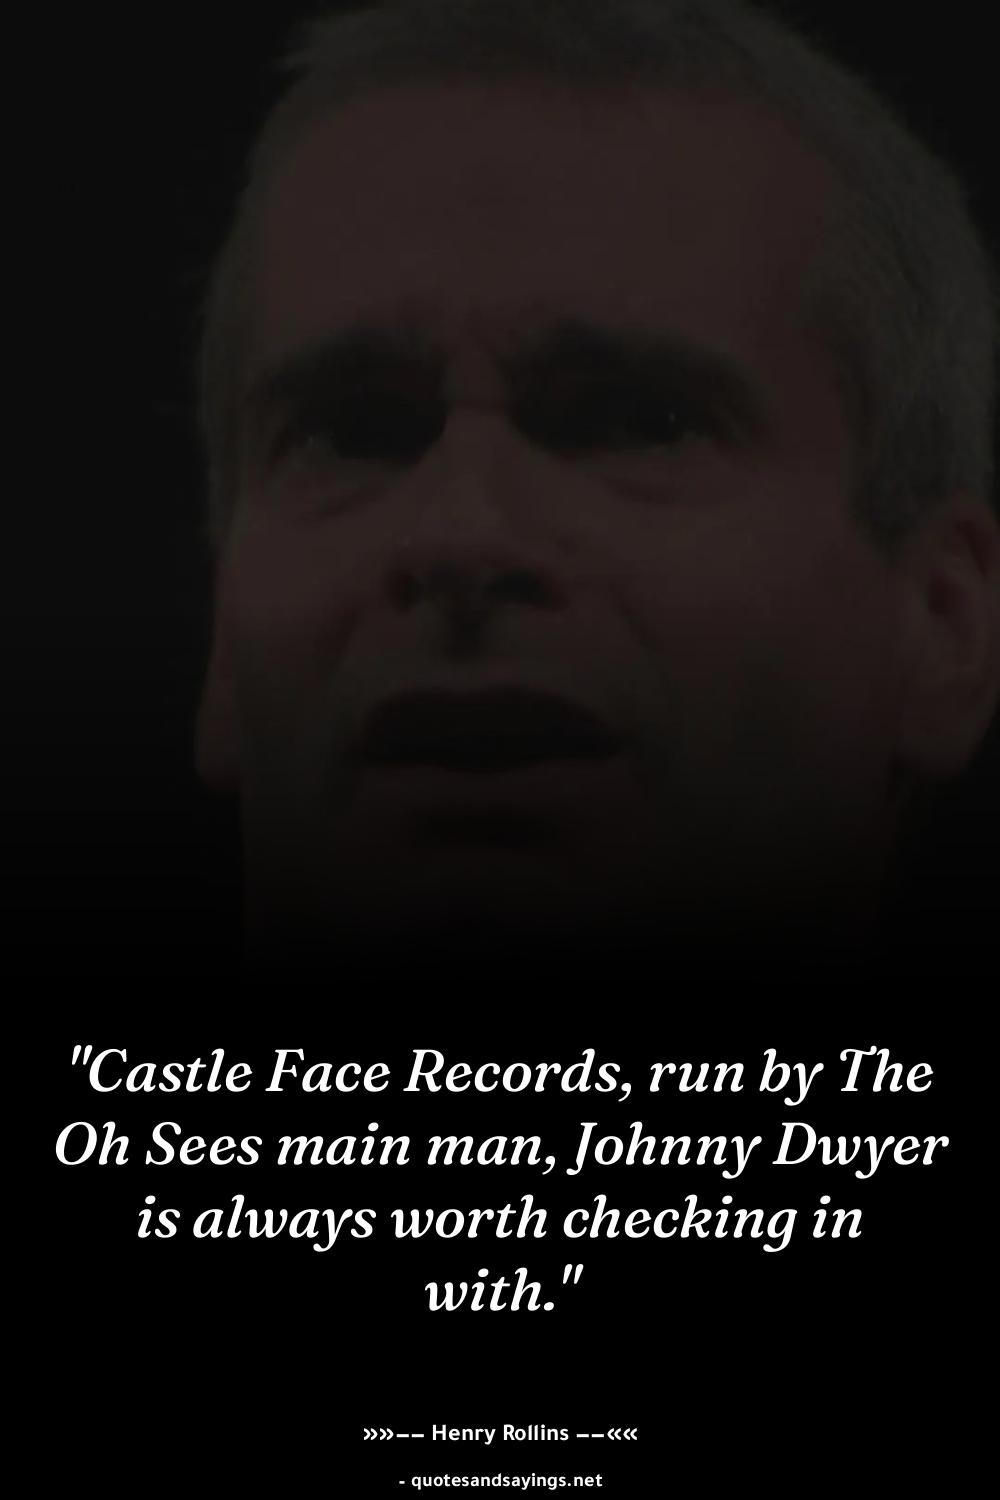 "Castle Face Records, run by The
Oh Sees main man, Johnny Dwyer
is always worth checking in
with."
»»−− Henry Rollins −−««
- quotesandsayings.net